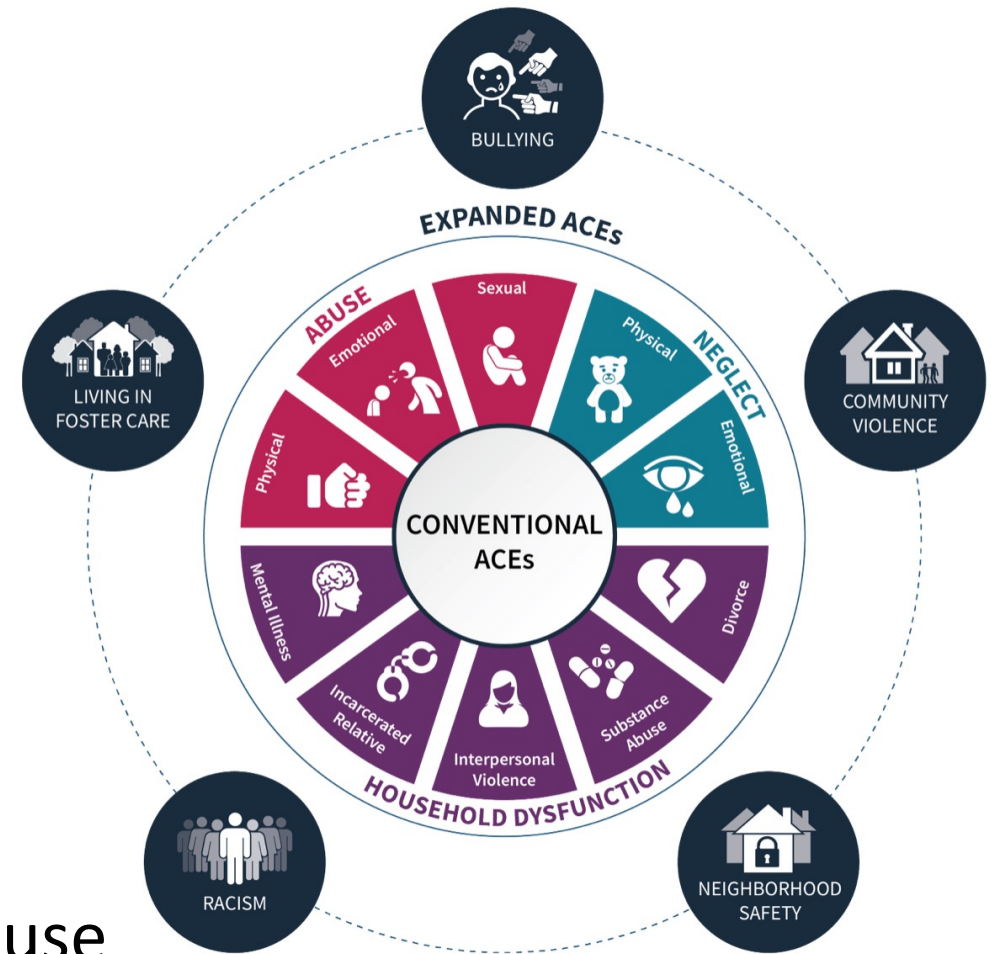 BULLYING
EXPANDED ACEs
ABUSE
NEGLECT
Sexual
Emotional
Physical
Physical
Emotional
LIVING IN
FOSTER CARE
COMMUNITY
VIOLENCE
CONVENTIONAL
ACEs
Mental Illness
Incarcerated
Relative
Interpersonal
Violence
Substance
Abuse
Divorce
HOUSEHOLD DYSFUNCTION
RACISM
NEIGHBORHOOD
SAFETY
use